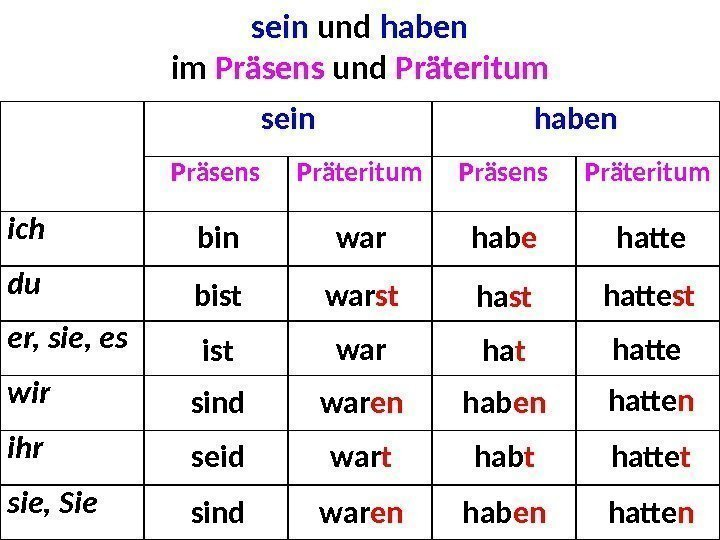 sein und haben
im Präsens und Präteritum
sein haben
Präsens Präteritum Präsens Präteritum
ich bin war habe hatte
du bist warst hast hattest
er, sie, es ist war hat hatte
wir sind waren haben hatten
ihr seid wart habt hattet
sie, Sie sind waren haben hatten